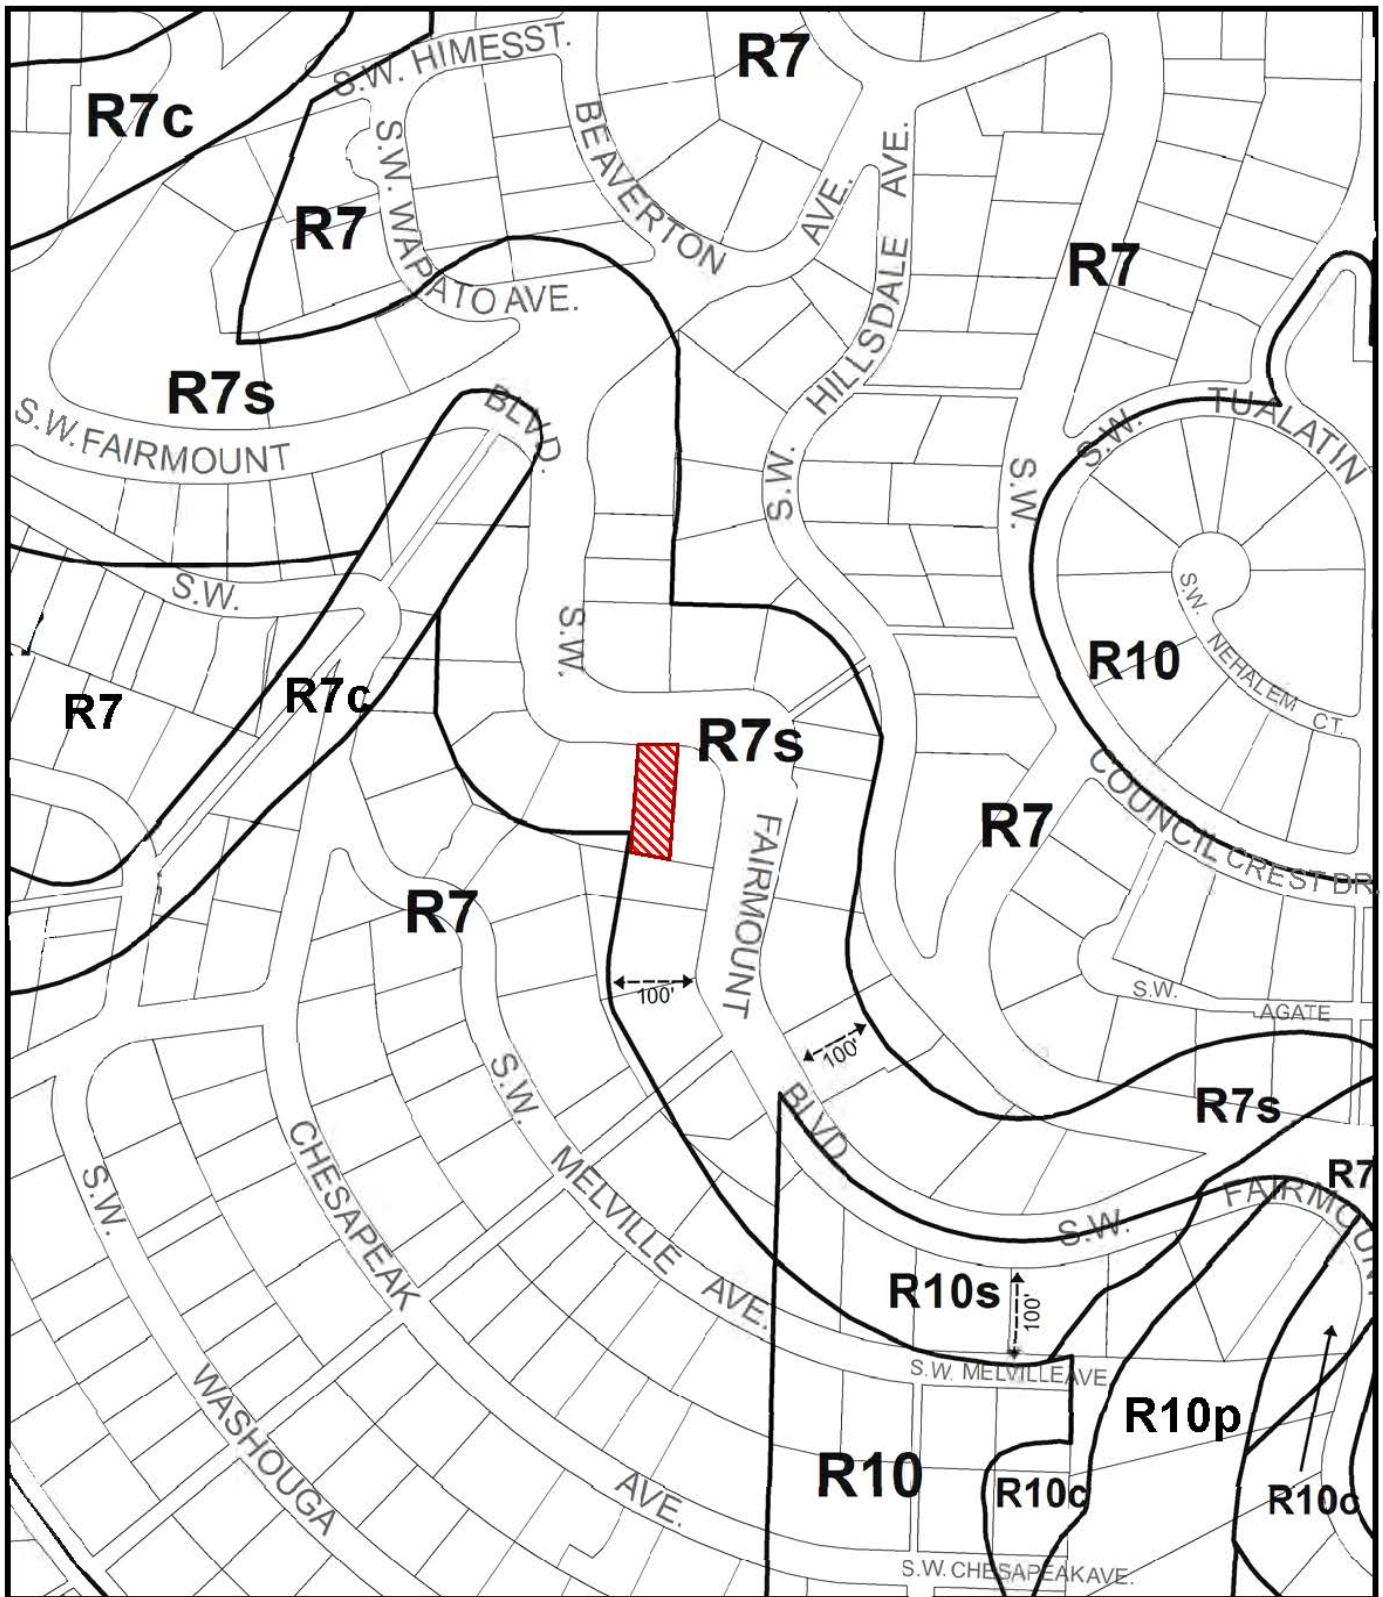 S.W. HIMES ST.
R7
R7c
BEAVERTON
AVE.
S.W. WAPATO AVE.
HILLSDALE AVE.
S.W.
R7
R7
R7s
S.W. FAIRMOUNT
BLVD.
S.W.
TUALATIN
S.W.
S.W.
S.W.
S.W.
NEHALEM CT.
R10
R7
R7c
R7s
COUNCIL CREST DR.
FAIRMOUNT
R7
R7
100'
S.W.
AGATE
100'
BLVD.
S.W.
R7s
CHESAPEAK
S.W.
MELVILLE AVE.
R7
FAIRMOUNT
S.W.
R10s
100'
S.W. MELVILLE AVE
WASHOUGA
AVE.
R10p
R10
R10c
R10c
S.W. CHESAPEAK AVE.